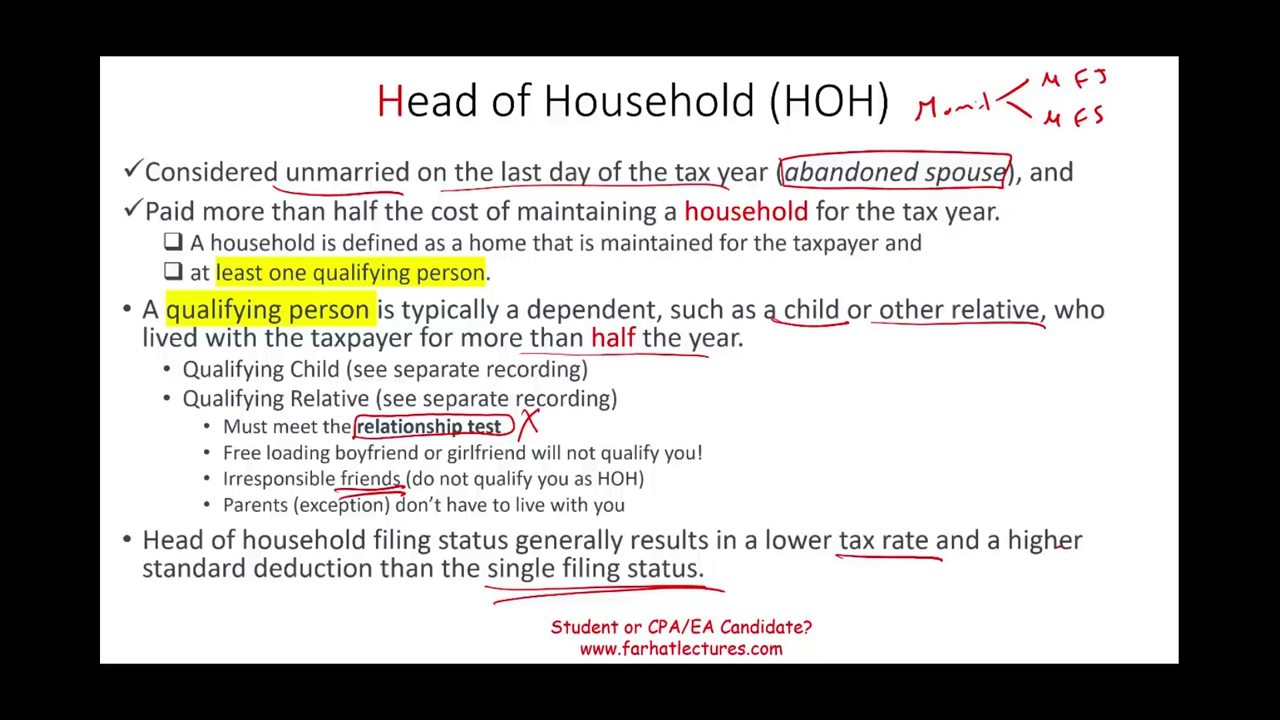 Head of Household (HOH)
MFJ
MFS
✓Considered unmarried on the last day of the tax year (abandoned spouse), and
✓Paid more than half the cost of maintaining a household for the tax year.
❑ A household is defined as a home that is maintained for the taxpayer and
❑ at least one qualifying person.
• A qualifying person is typically a dependent, such as a child or other relative, who
lived with the taxpayer for more than half the year.
• Qualifying Child (see separate recording)
• Qualifying Relative (see separate recording)
• Must meet the relationship test X
• Free loading boyfriend or girlfriend will not qualify you!
• Irresponsible friends (do not qualify you as HOH)
• Parents (exception) don't have to live with you
• Head of household filing status generally results in a lower tax rate and a higher
standard deduction than the single filing status.
Student or CPA/EA Candidate?
www.farhatlectures.com